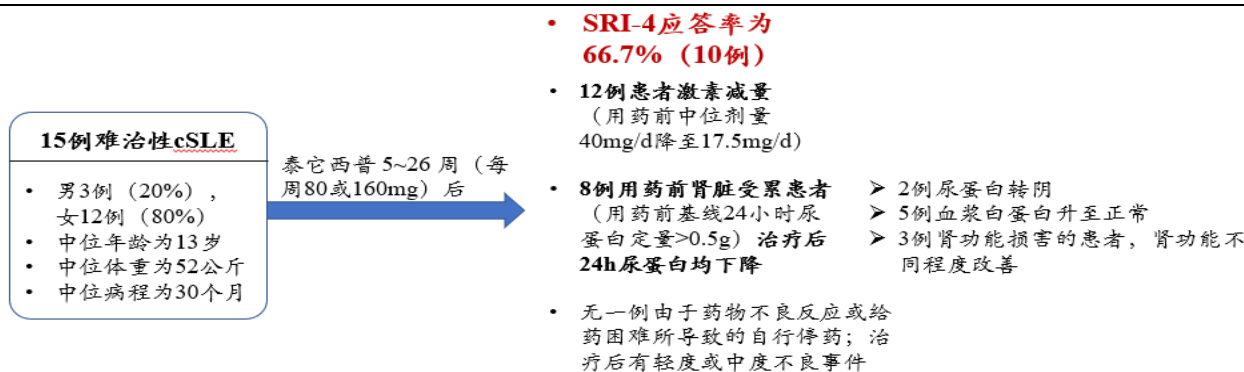 15例难治性cSLE
• 男3例（20%），
女12例（80%）
• 中位年龄为13岁
• 中位体重为52公斤
• 中位病程为30个月
泰它西普 5~26 周（每
周80或160mg）后
• SRI-4应答率为
66.7%（10例）
• 12例患者激素减量
（用药前中位剂量
40mg/d降至17.5mg/d）
• 8例用药前肾脏受累患者
（用药前基线24小时尿
蛋白定量>0.5g）治疗后
24h尿蛋白均下降
➢ 2例尿蛋白转阴
➢ 5例血浆白蛋白升至正常
➢ 3例肾功能损害的患者，肾功能不
同程度改善
• 无一例由于药物不良反应或给
药困难所导致的自行停药；治
疗后有轻度或中度不良事件